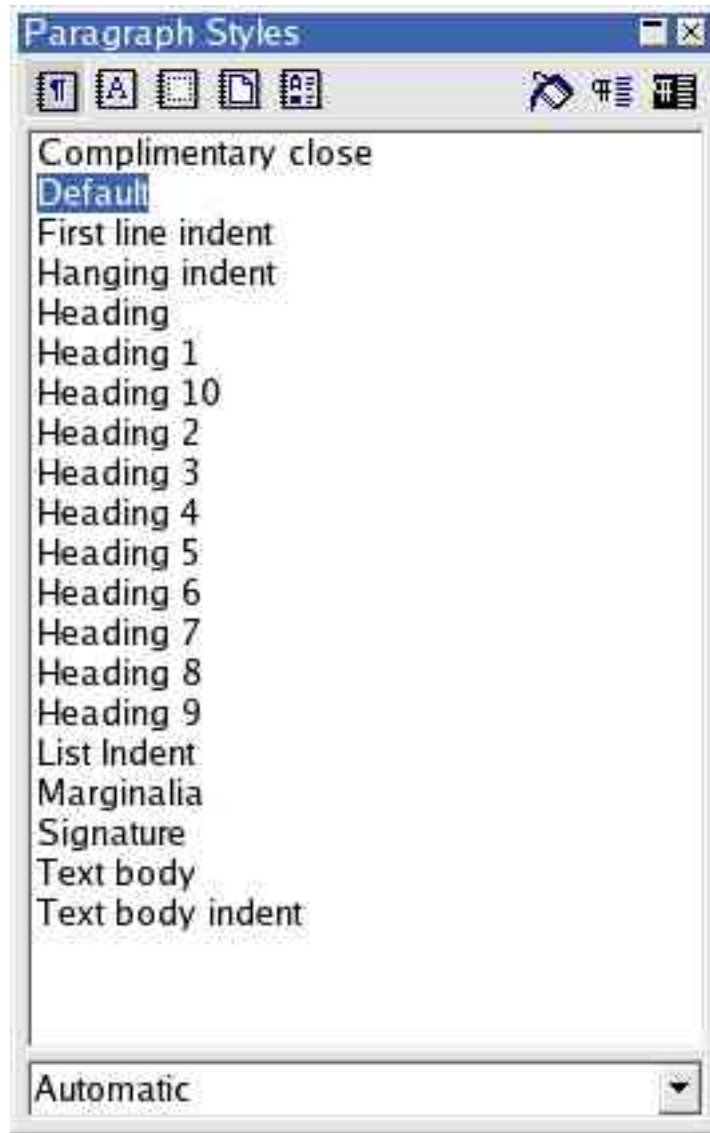 Paragraph Styles
Complimentary close
Default
First line indent
Hanging indent
Heading
Heading 1
Heading 10
Heading 2
Heading 3
Heading 4
Heading 5
Heading 6
Heading 7
Heading 8
Heading 9
List Indent
Marginalia
Signature
Text body
Text body indent
Automatic